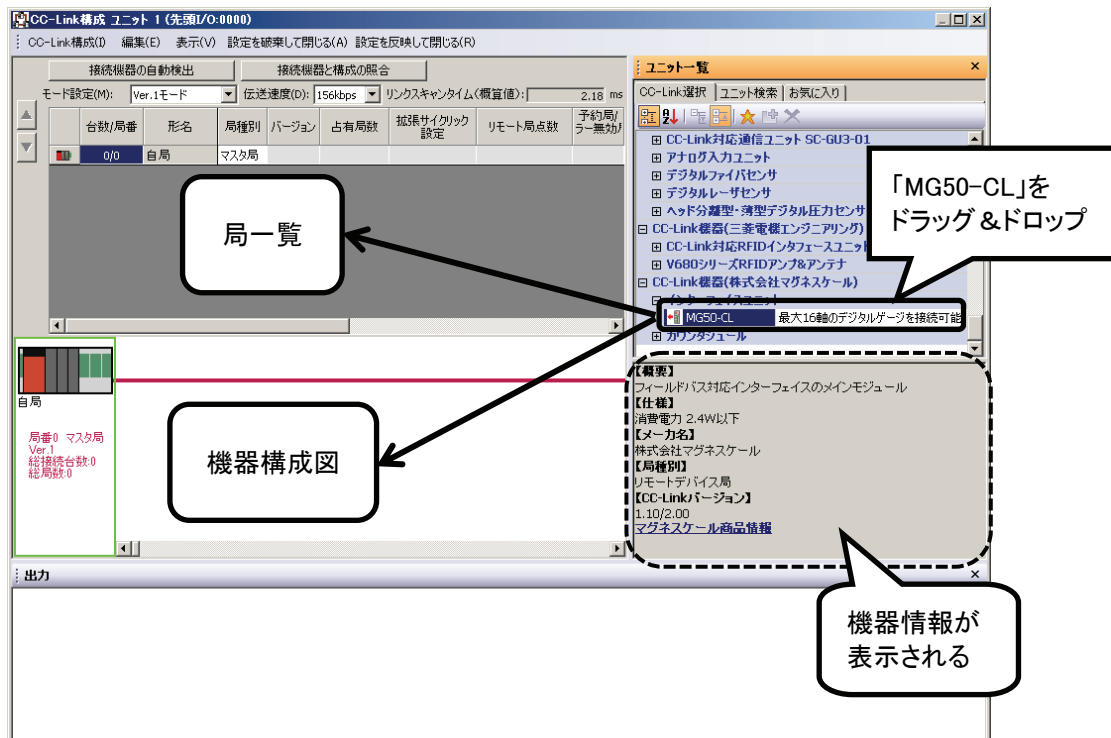 CC-Link構成 ユニット 1 (先頭I/O:0000)
CC-Link構成(I) 編集(E) 表示(V) 設定を破棄して閉じる(A) 設定を反映して閉じる(R)
接続機器の自動検出 接続機器と構成の照合
モード設定(M): Ver.1モード 伝送速度(D): 156kbps リンクスキャンタイム(概算値): 2.18 ms
台数/局番 形名 局種別 バージョン 占有局数 拡張サイクリック設定 リモート局点数 予約局/
ラー無効
0/0 自局 マスタ局
局一覧
自局
局番0 マスタ局
Ver.1
総接続台数:0
総局数:0
機器構成図
ユニット一覧 ×
CC-Link選択 ユニット検索 お気に入り
CC-Link対応通信ユニット SC-GU3-01
アナログ入力ユニット
デジタルファイバセンサ
デジタルレーザセンサ
ヘッド分離型・薄型デジタル圧力センサ
CC-Link機器(三菱電機エンジニアリング)
CC-Link対応RFIDインタフェースユニット
V680シリーズRFIDアンプ&アンテナ
CC-Link機器(株式会社マグネスケール)
インターフェイスユニット
MG50-CL 最大16軸のデジタルゲージを接続可能
カウンタジュール
「MG50-CL」を
ドラッグ&ドロップ
【概要】
フィールドバス対応インターフェイスのメインモジュール
【仕様】
消費電力 2.4W以下
【メーカ名】
株式会社マグネスケール
【局種別】
リモートデバイス局
【CC-Linkバージョン】
1.10/2.00
マグネスケール商品情報
機器情報が
表示される
出力 ×